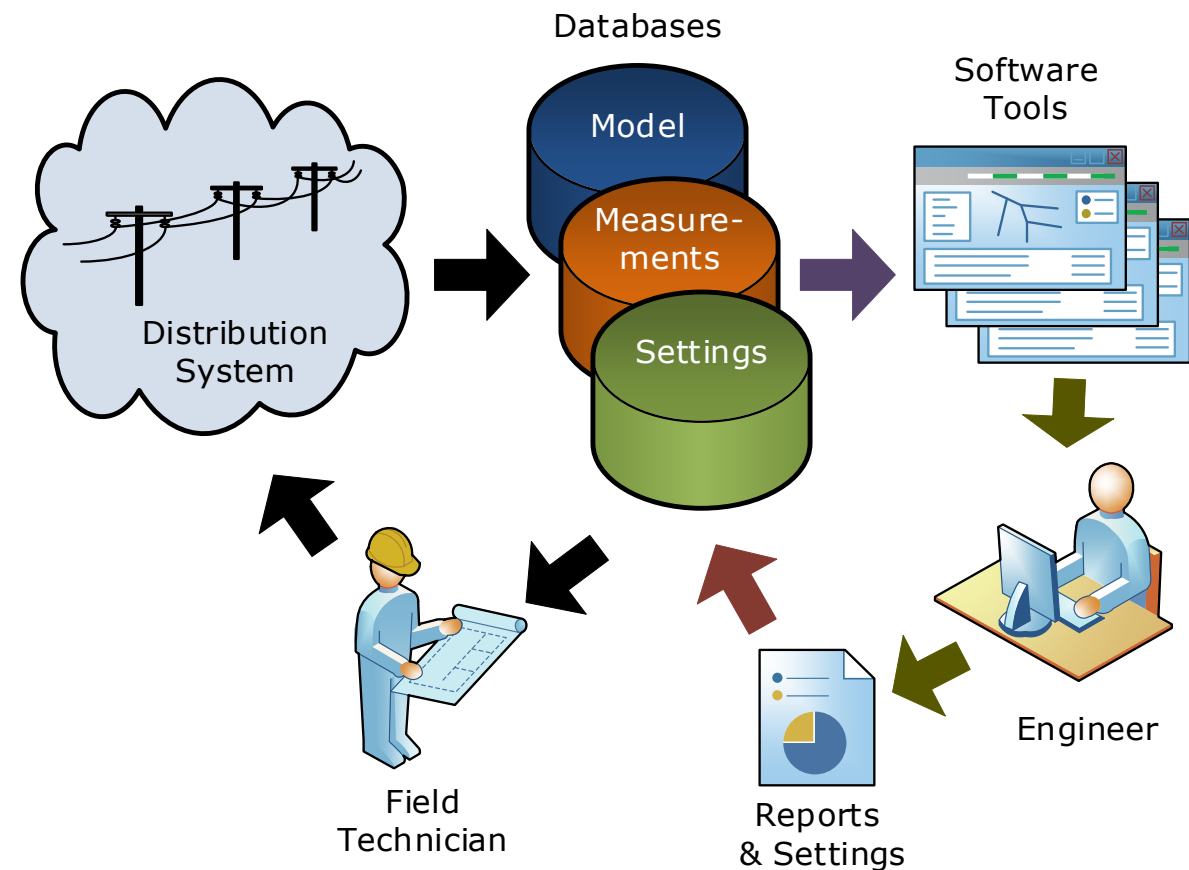 Databases
Software
Tools
Model
Measure-
ments
Settings
Distribution
System
Engineer
Field
Technician
Reports
& Settings